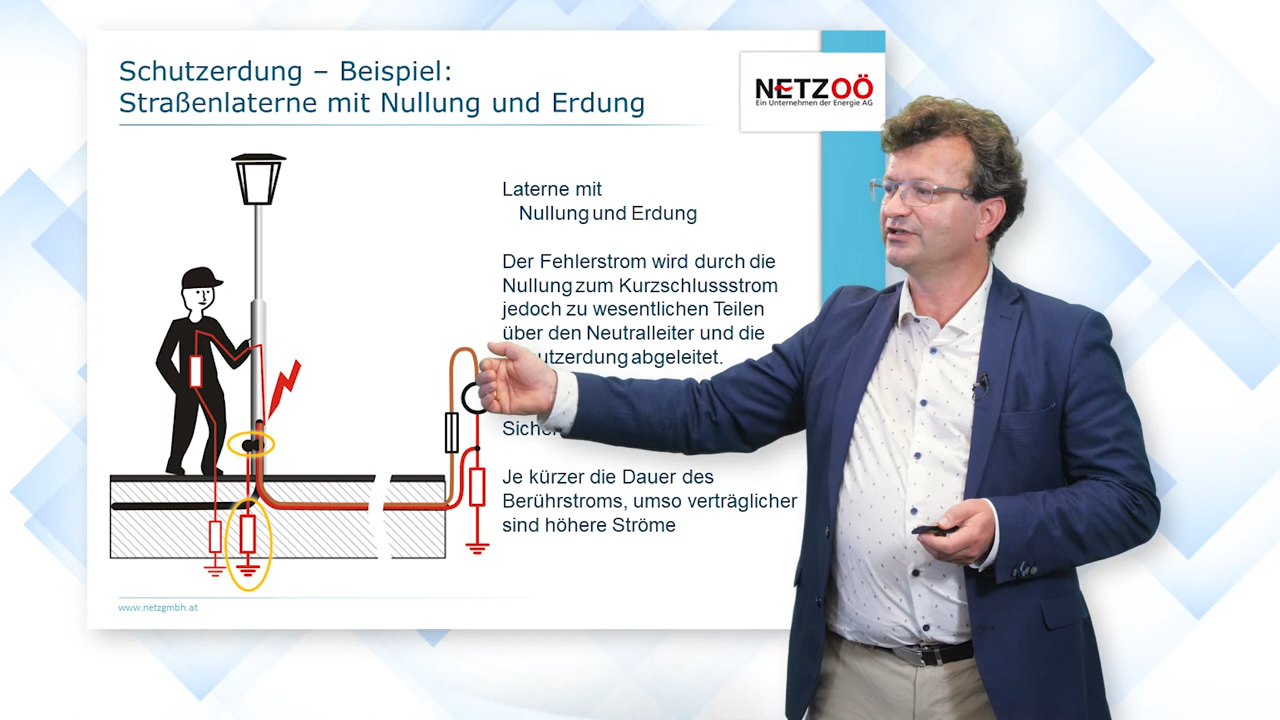 Schutzerdung – Beispiel:
Straßenlaterne mit Nullung und Erdung
NETZOÖ
Ein Unternehmen der Energie AG
Laterne mit
Nullung und Erdung
Der Fehlerstrom wird durch die
Nullung zum Kurzschlussstrom
jedoch zu wesentlichen Teilen
über den Neutralleiter und die
utzerdung abgeleitet.
Sicher
Je kürzer die Dauer des
Berührstroms, umso verträglicher
sind höhere Ströme
www.netzgmbh.at